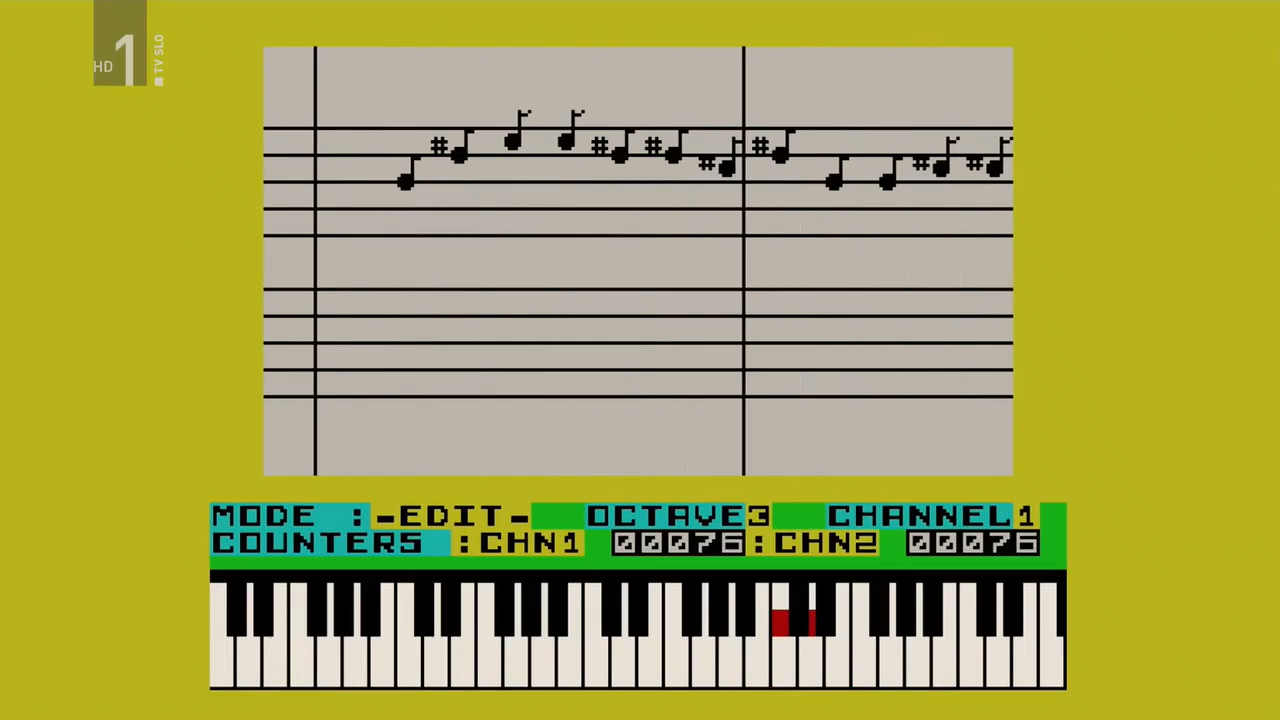 HD 1 TV SLO
MODE : -EDIT- OCTAVE3 CHANNEL1
COUNTERS :CHN1 00076:CHN2 00076